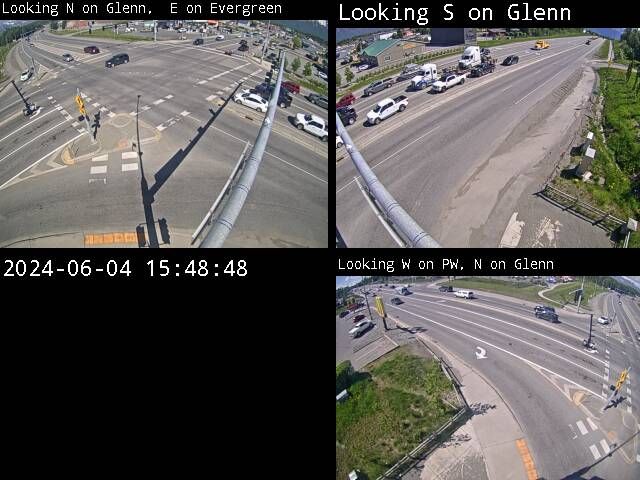 Looking N on Glenn, E on Evergreen
Looking S on Glenn
2024-06-04 15:48:48
Looking W on PW, N on Glenn